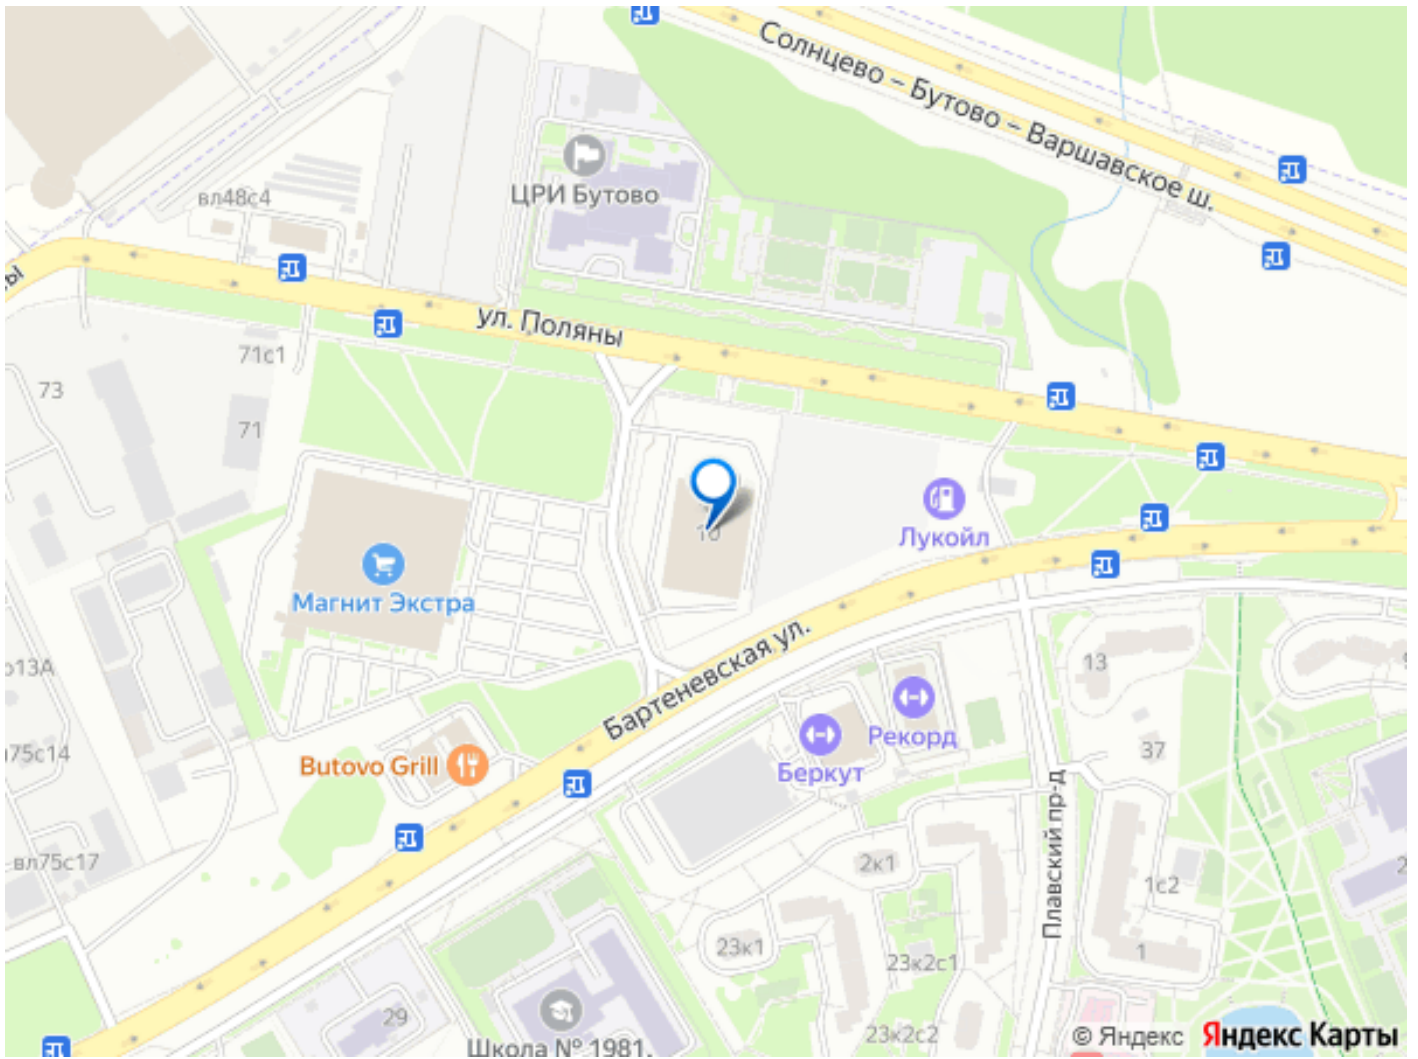 Солнцево – Бутово – Варшавское ш.
ЦРИ Бутово
вл48с4
ул. Поляны
71с1
73
71
10
Лукойл
Магнит Экстра
Бартеневская ул.
13
75с14
Рекорд
Butovo Grill
Беркут
37
Плавский пр-д
вл75с17
2к1
1с2
23к1
23к2с1
1
29
23к2с2
Школа № 1981,
© Яндекс Яндекс Карты